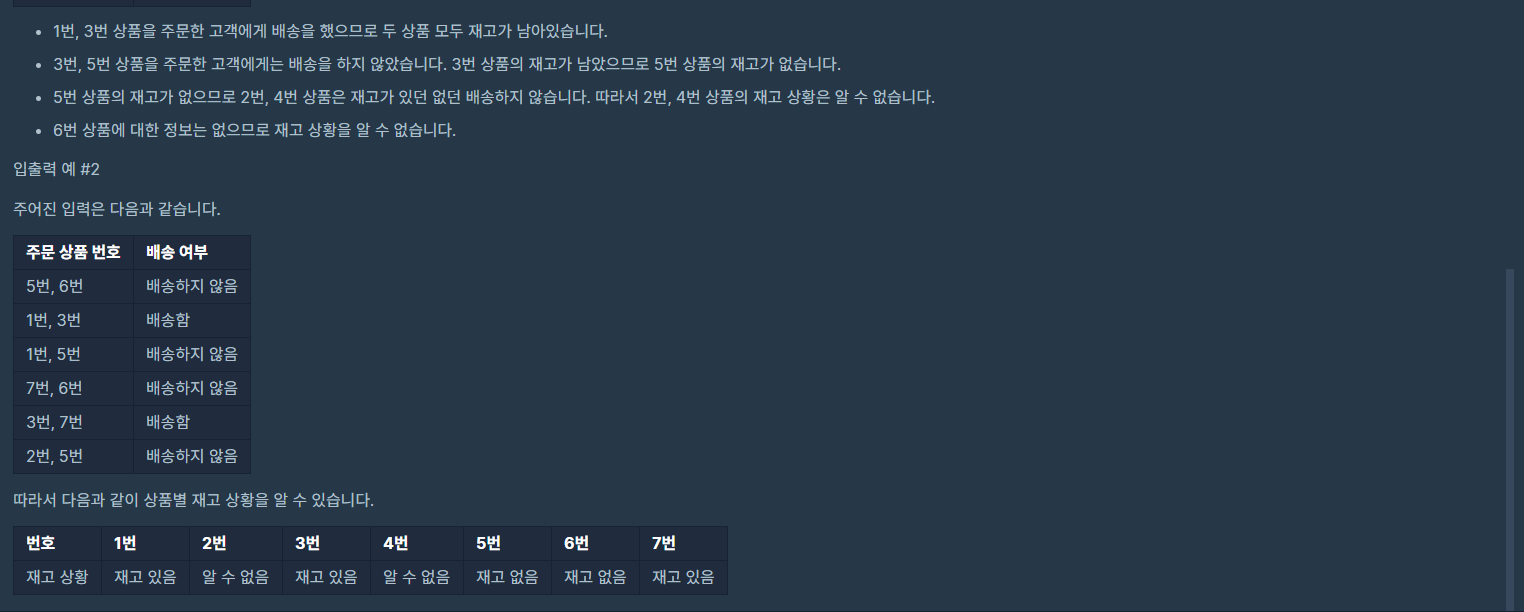 1번, 3번 상품을 주문한 고객에게 배송을 했으므로 두 상품 모두 재고가 남아있습니다.
3번, 5번 상품을 주문한 고객에게는 배송을 하지 않았습니다. 3번 상품의 재고가 남았으므로 5번 상품의 재고가 없습니다.
5번 상품의 재고가 없으므로 2번, 4번 상품은 재고가 있던 없던 배송하지 않습니다. 따라서 2번, 4번 상품의 재고 상황은 알 수 없습니다.
6번 상품에 대한 정보는 없으므로 재고 상황을 알 수 없습니다.
입출력 예 #2
주어진 입력은 다음과 같습니다.
주문 상품 번호 배송 여부
5번, 6번 배송하지 않음
1번, 3번 배송함
1번, 5번 배송하지 않음
7번, 6번 배송하지 않음
3번, 7번 배송함
2번, 5번 배송하지 않음
따라서 다음과 같이 상품별 재고 상황을 알 수 있습니다.
번호 1번 2번 3번 4번 5번 6번 7번
재고 상황 재고 있음 알 수 없음 재고 있음 알 수 없음 재고 없음 재고 없음 재고 있음